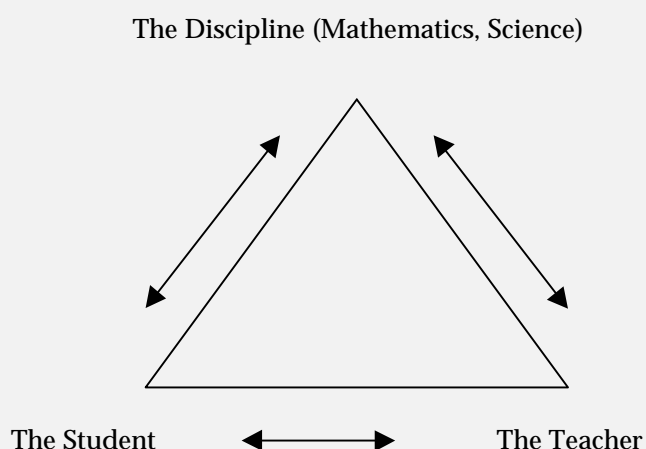 The Discipline (Mathematics, Science)
The Student
The Teacher